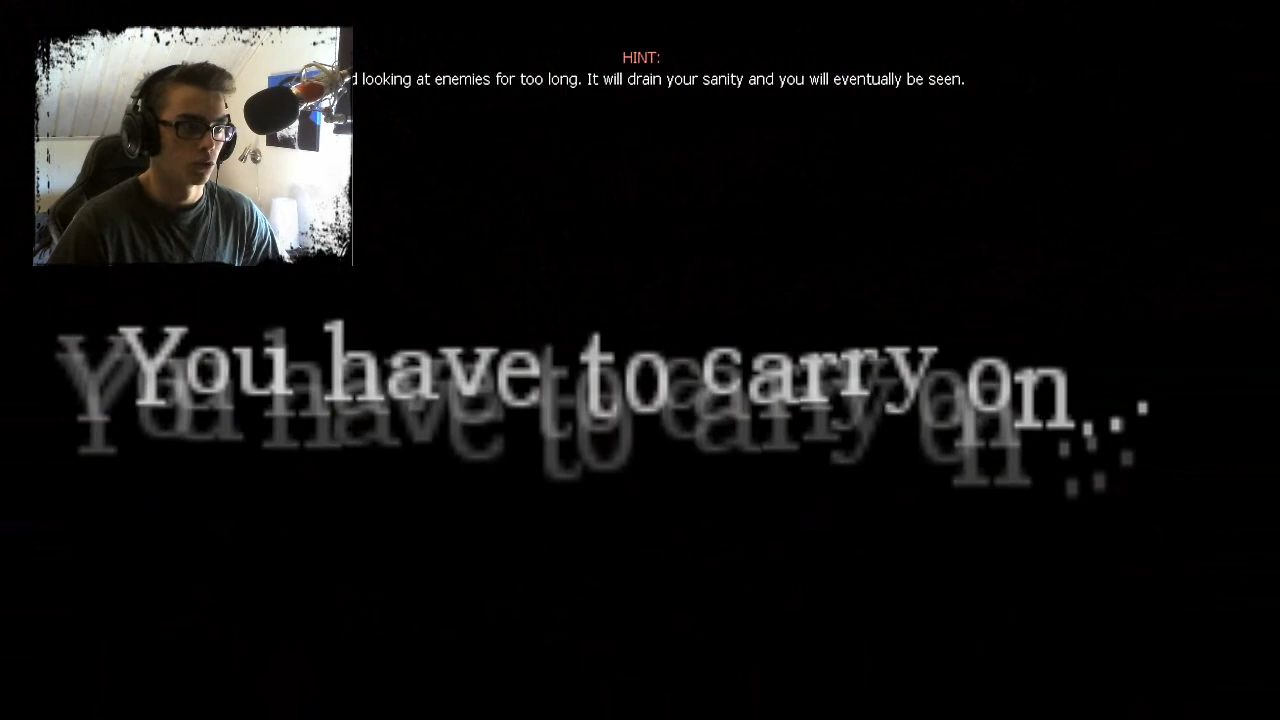 HINT:
looking at enemies for too long. It will drain your sanity and you will eventually be seen.
You have to carry on...